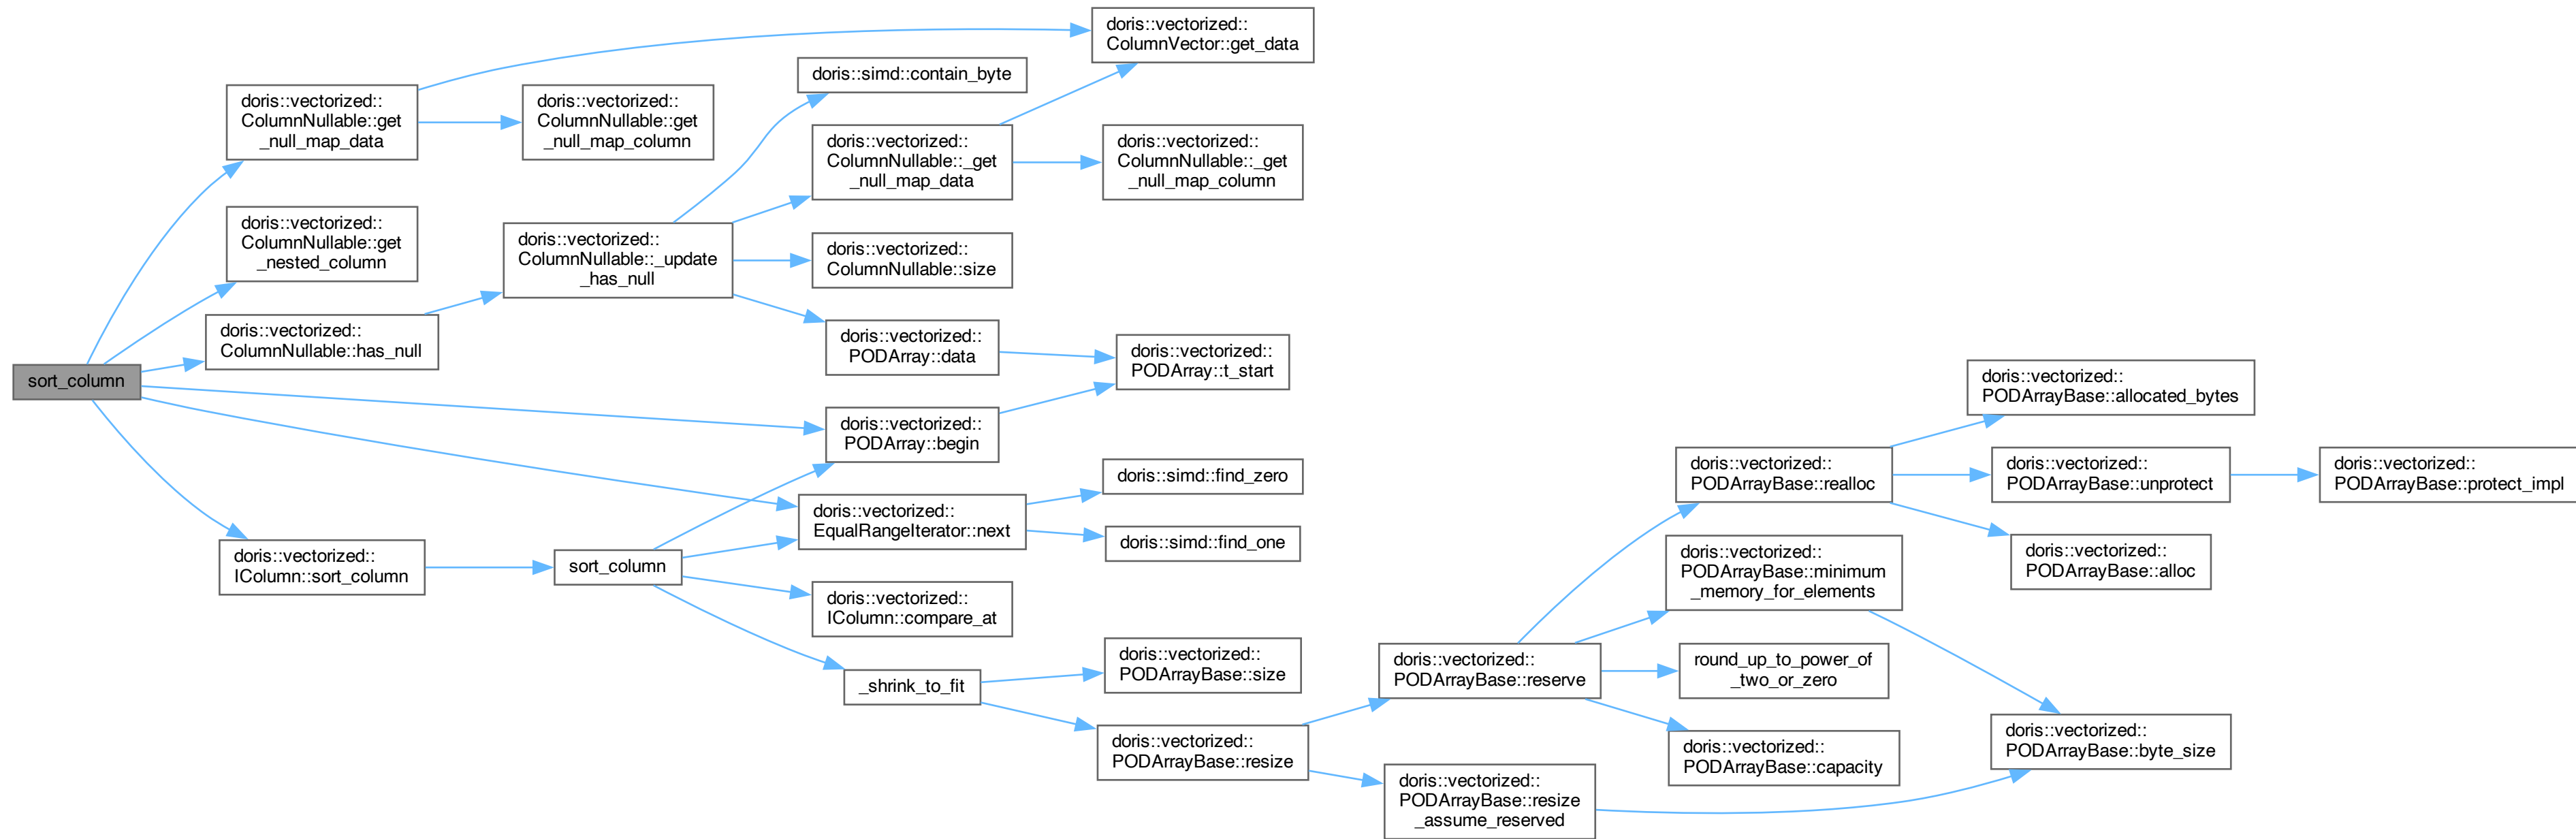 sort_column
doris::vectorized::
ColumnNullable::get
_null_map_data
doris::vectorized::
ColumnVector::get_data
doris::vectorized::
ColumnNullable::get
_null_map_column
doris::vectorized::
ColumnNullable::get
_nested_column
doris::vectorized::
ColumnNullable::has_null
doris::vectorized::
ColumnNullable::_update
_has_null
doris::simd::contain_byte
doris::vectorized::
ColumnNullable::_get
_null_map_data
doris::vectorized::
ColumnNullable::_get
_null_map_column
doris::vectorized::
ColumnNullable::size
doris::vectorized::
PODArray::data
doris::vectorized::
PODArray::t_start
doris::vectorized::
PODArray::begin
doris::vectorized::
EqualRangeIterator::next
doris::simd::find_zero
doris::simd::find_one
doris::vectorized::
IColumn::sort_column
sort_column
doris::vectorized::
IColumn::compare_at
_shrink_to_fit
doris::vectorized::
PODArrayBase::size
doris::vectorized::
PODArrayBase::resize
doris::vectorized::
PODArrayBase::reserve
doris::vectorized::
PODArrayBase::resize
_assume_reserved
doris::vectorized::
PODArrayBase::realloc
doris::vectorized::
PODArrayBase::minimum
_memory_for_elements
round_up_to_power_of
_two_or_zero
doris::vectorized::
PODArrayBase::capacity
doris::vectorized::
PODArrayBase::allocated_bytes
doris::vectorized::
PODArrayBase::unprotect
doris::vectorized::
PODArrayBase::protect_impl
doris::vectorized::
PODArrayBase::alloc
doris::vectorized::
PODArrayBase::byte_size